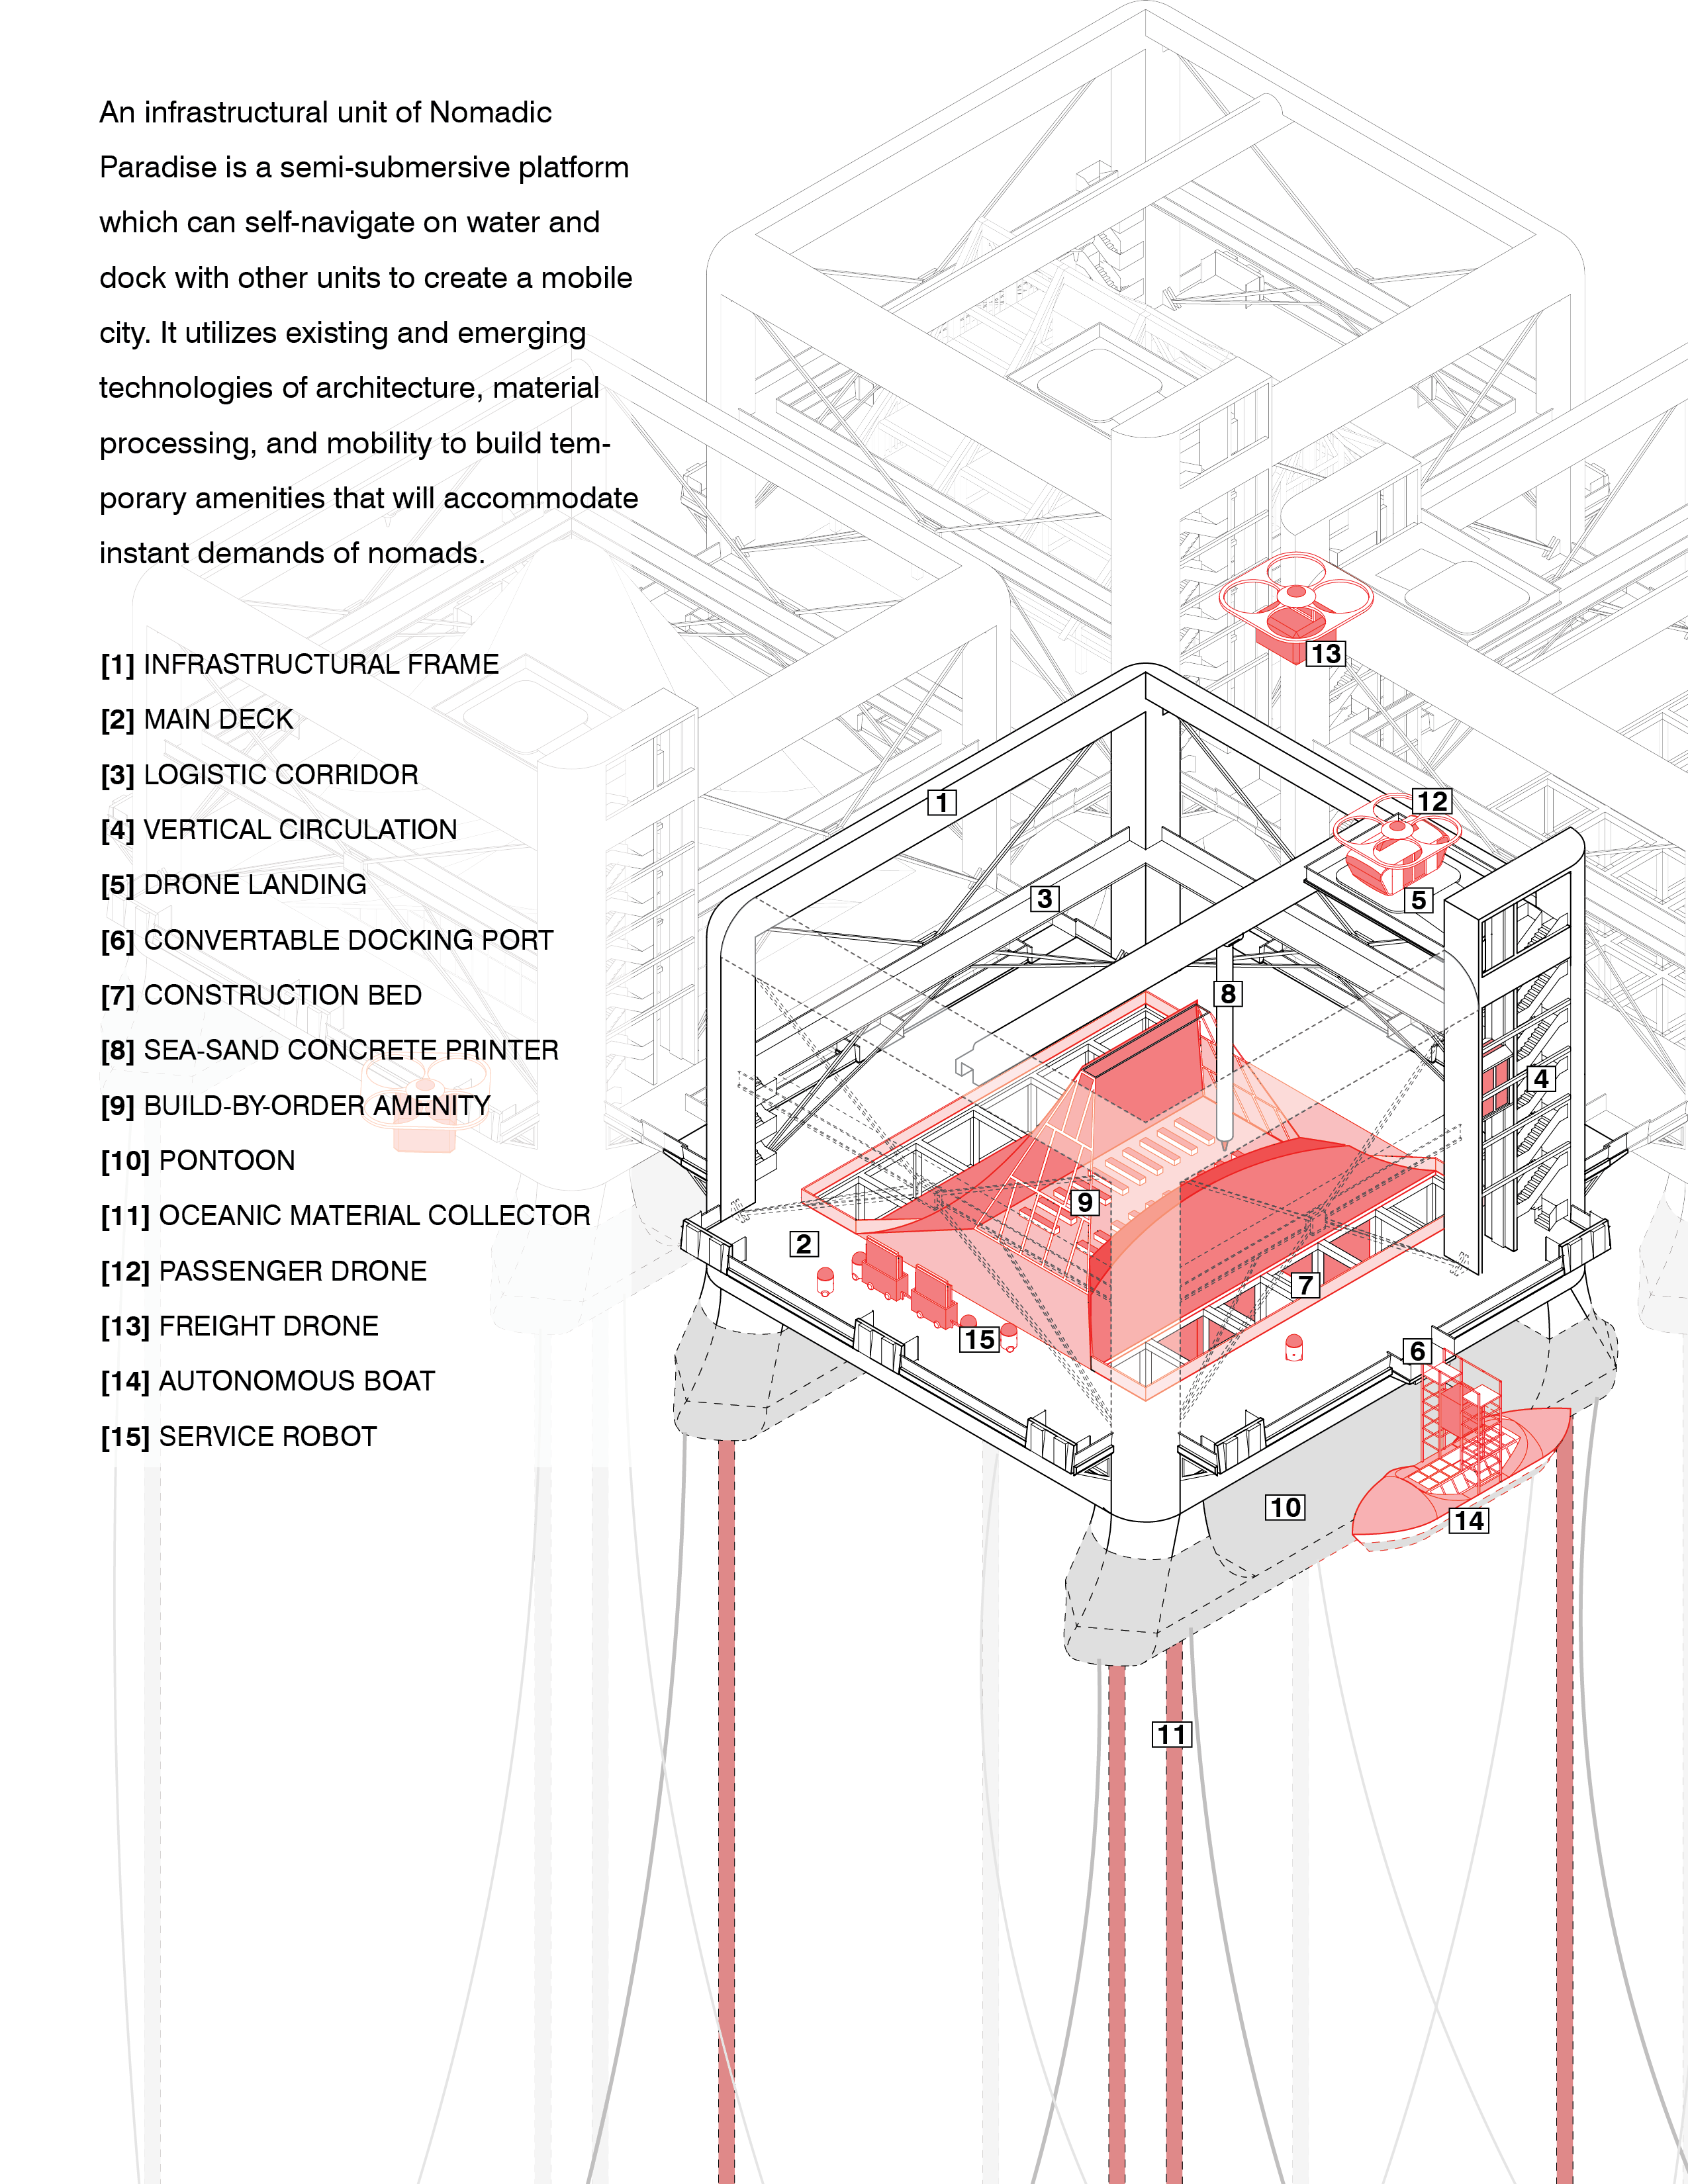 An infrastructural unit of Nomadic
Paradise is a semi-submersive platform
which can self-navigate on water and
dock with other units to create a mobile
city. It utilizes existing and emerging
technologies of architecture, material
processing, and mobility to build tem-
porary amenities that will accommodate
instant demands of nomads.
[1] INFRASTRUCTURAL FRAME
[2] MAIN DECK
[3] LOGISTIC CORRIDOR
[4] VERTICAL CIRCULATION
[5] DRONE LANDING
[6] CONVERTABLE DOCKING PORT
[7] CONSTRUCTION BED
[8] SEA-SAND CONCRETE PRINTER
[9] BUILD-BY-ORDER AMENITY
[10] PONTOON
[11] OCEANIC MATERIAL COLLECTOR
[12] PASSENGER DRONE
[13] FREIGHT DRONE
[14] AUTONOMOUS BOAT
[15] SERVICE ROBOT
13
1
12
3
5
8
4
9
2
7
15
6
10
14
11